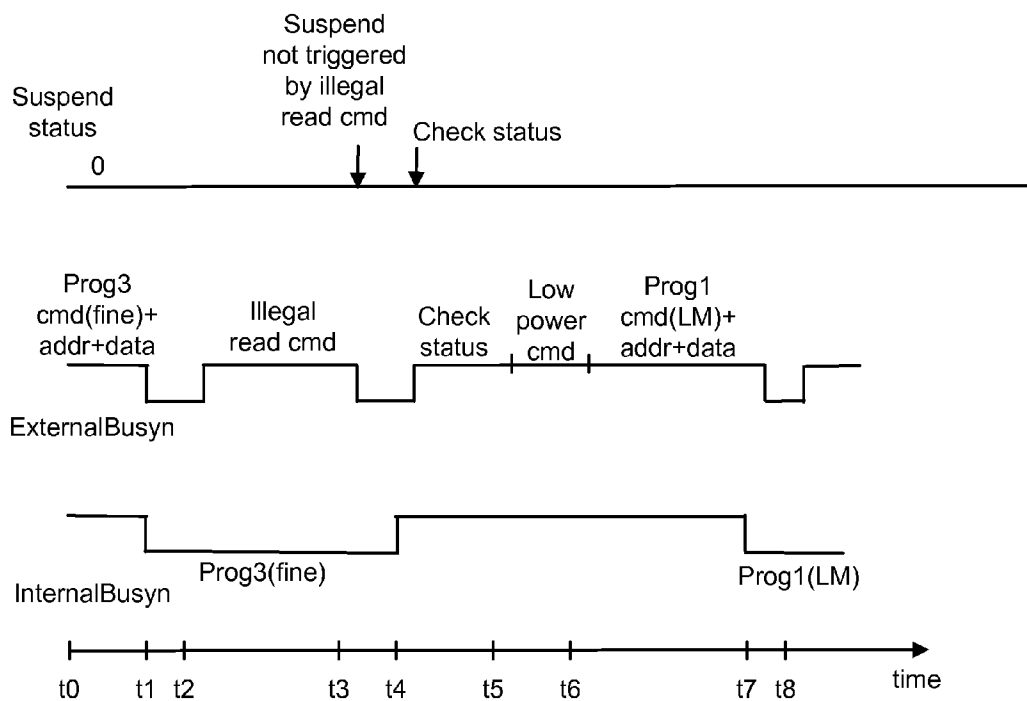 Suspend
not triggered
by illegal
read cmd
Suspend
status
0
Check status
Prog3
cmd(fine)+
addr+data
Illegal
read cmd
Check
status
Low
power
cmd
Prog1
cmd(LM)+
addr+data
ExternalBusyn
Prog3(fine)
Prog1(LM)
InternalBusyn
t0 t1 t2 t3 t4 t5 t6 t7 t8
time